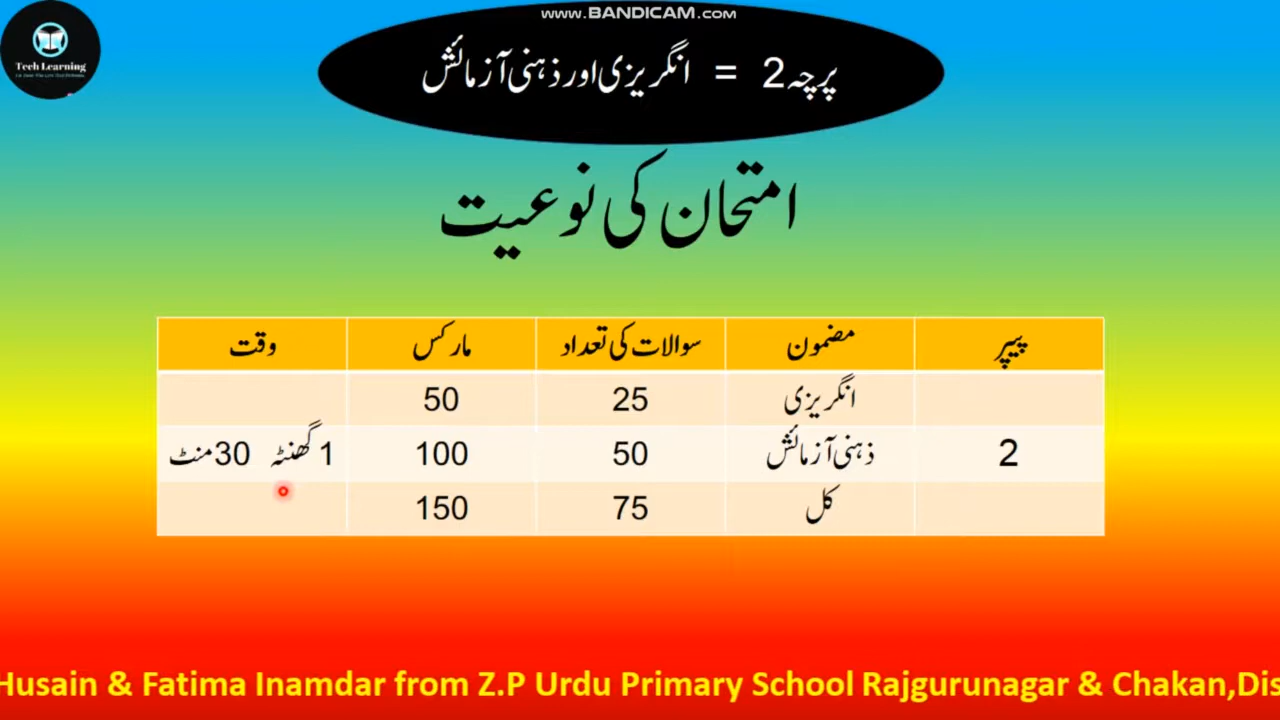 www.BANDICAM.com
Tech Learning
پرچہ 2 = انگریزی اور ذہنی آزمائش
امتحان کی نوعیت
پیپر مضمون سوالات کی تعداد مارکس وقت
انگریزی 25 50
2 ذہنی آزمائش 50 100 1 گھنٹہ 30 منٹ
کل 75 150
Husain & Fatima Inamdar from Z.P Urdu Primary School Rajgurunagar & Chakan,Dis